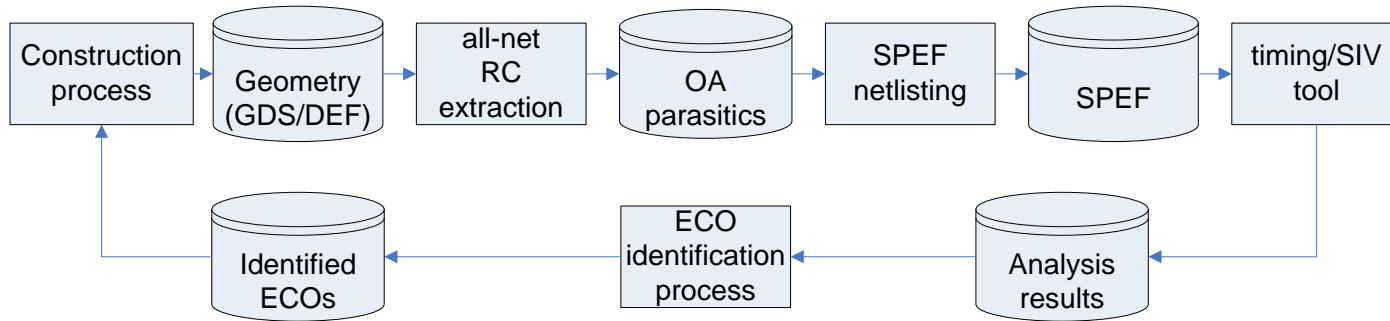 Construction
process
Geometry
(GDS/DEF)
all-net
RC
extraction
OA
parasitics
SPEF
netlisting
SPEF
timing/SIV
tool
Identified
ECOs
ECO
identification
process
Analysis
results